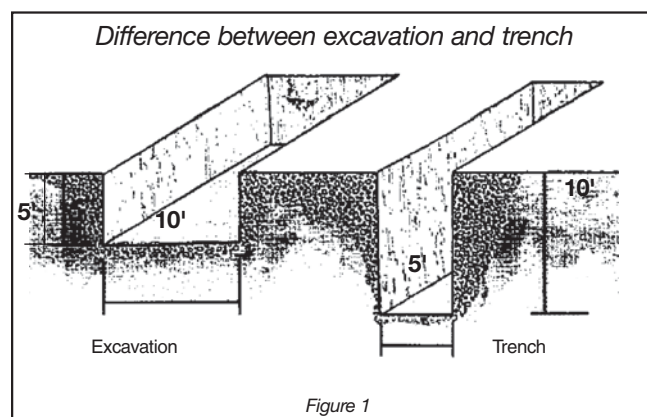 Difference between excavation and trench
5'
10'
10'
5'
Excavation
Trench
Figure 1